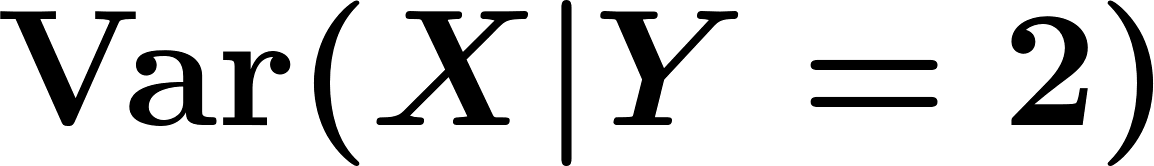 Var(X|Y = 2)